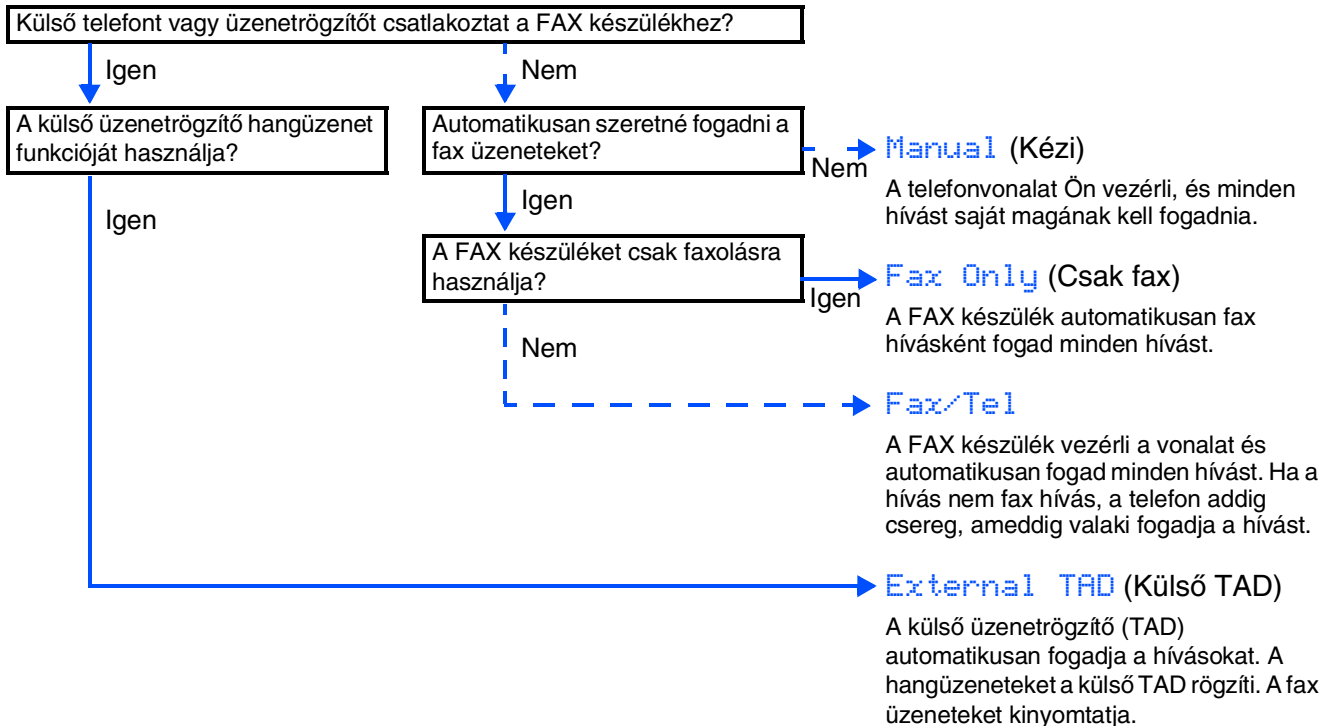 Külső telefont vagy üzenetrögzítőt csatlakoztat a FAX készülékhez?
Igen
Nem
A külső üzenetrögzítő hangüzenet
funkcióját használja?
Automatikusan szeretné fogadni a
fax üzeneteket?
Nem
Manual (Kézi)
A telefonvonalat Ön vezérli, és minden
hívást saját magának kell fogadnia.
Igen
Igen
A FAX készüléket csak faxolásra
használja?
Igen
Fax Only (Csak fax)
A FAX készülék automatikusan fax
hívásként fogad minden hívást.
Nem
Fax/Tel
A FAX készülék vezérli a vonalat és
automatikusan fogad minden hívást. Ha a
hívás nem fax hívás, a telefon addig
csereg, ameddig valaki fogadja a hívást.
External TAD (Külső TAD)
A külső üzenetrögzítő (TAD)
automatikusan fogadja a hívásokat. A
hangüzeneteket a külső TAD rögzíti. A fax
üzeneteket kinyomtatja.